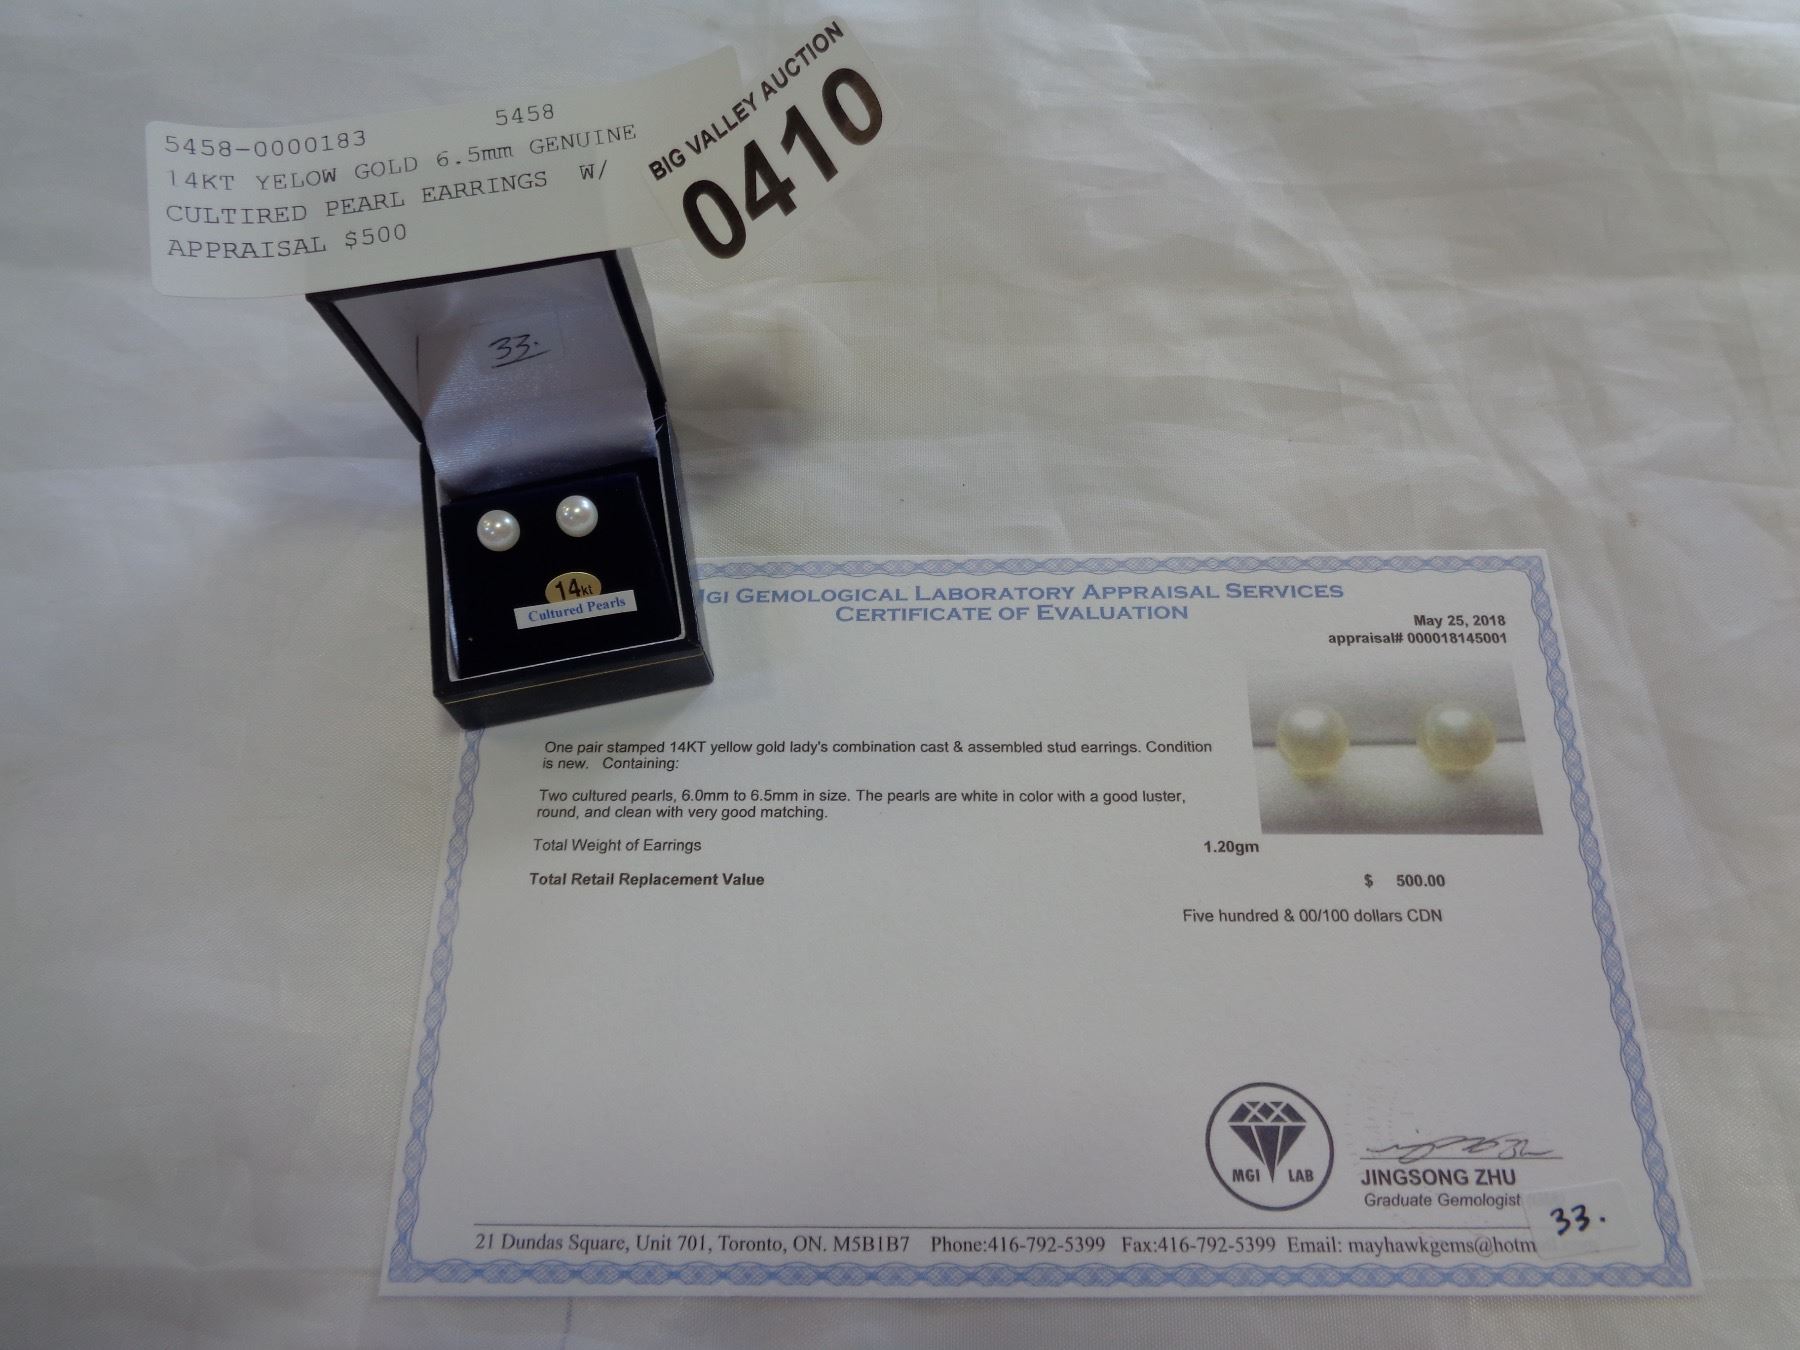 5458-0000183 5458
14KT YELOW GOLD 6.5mm GENUINE
CULTIRED PEARL EARRINGS W/
APPRAISAL $500
BIG VALLEY AUCTION
0410
33.
14kt
Cultured Pearls
GEMOLOGICAL LABORATORY APPRAISAL SERVICES
CERTIFICATE OF EVALUATION
May 25, 2018
appraisal# 000018145001
One pair stamped 14KT yellow gold lady's combination cast & assembled stud earrings. Condition
is new. Containing:
Two cultured pearls, 6.0mm to 6.5mm in size. The pearls are white in color with a good luster,
round, and clean with very good matching.
Total Weight of Earrings 1.20gm
Total Retail Replacement Value $ 500.00
Five hundred & 00/100 dollars CDN
MGI LAB
JINGSONG ZHU
Graduate Gemologist
33.
21 Dundas Square, Unit 701, Toronto, ON. M5B1B7 Phone:416-792-5399 Fax:416-792-5399 Email: mayhawkgems@hotm